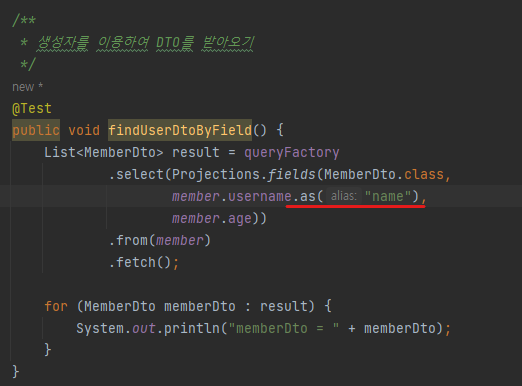 /**
 * 생성자를 이용하여 DTO를 받아오기
 */
new *
@Test
public void findUserDtoByField() {
    List<MemberDto> result = queryFactory
            .select(Projections.fields(MemberDto.class,
                    member.username.as( alias: "name"),
                    member.age))
            .from(member)
            .fetch();
    for (MemberDto memberDto : result) {
        System.out.println("memberDto = " + memberDto);
    }
}